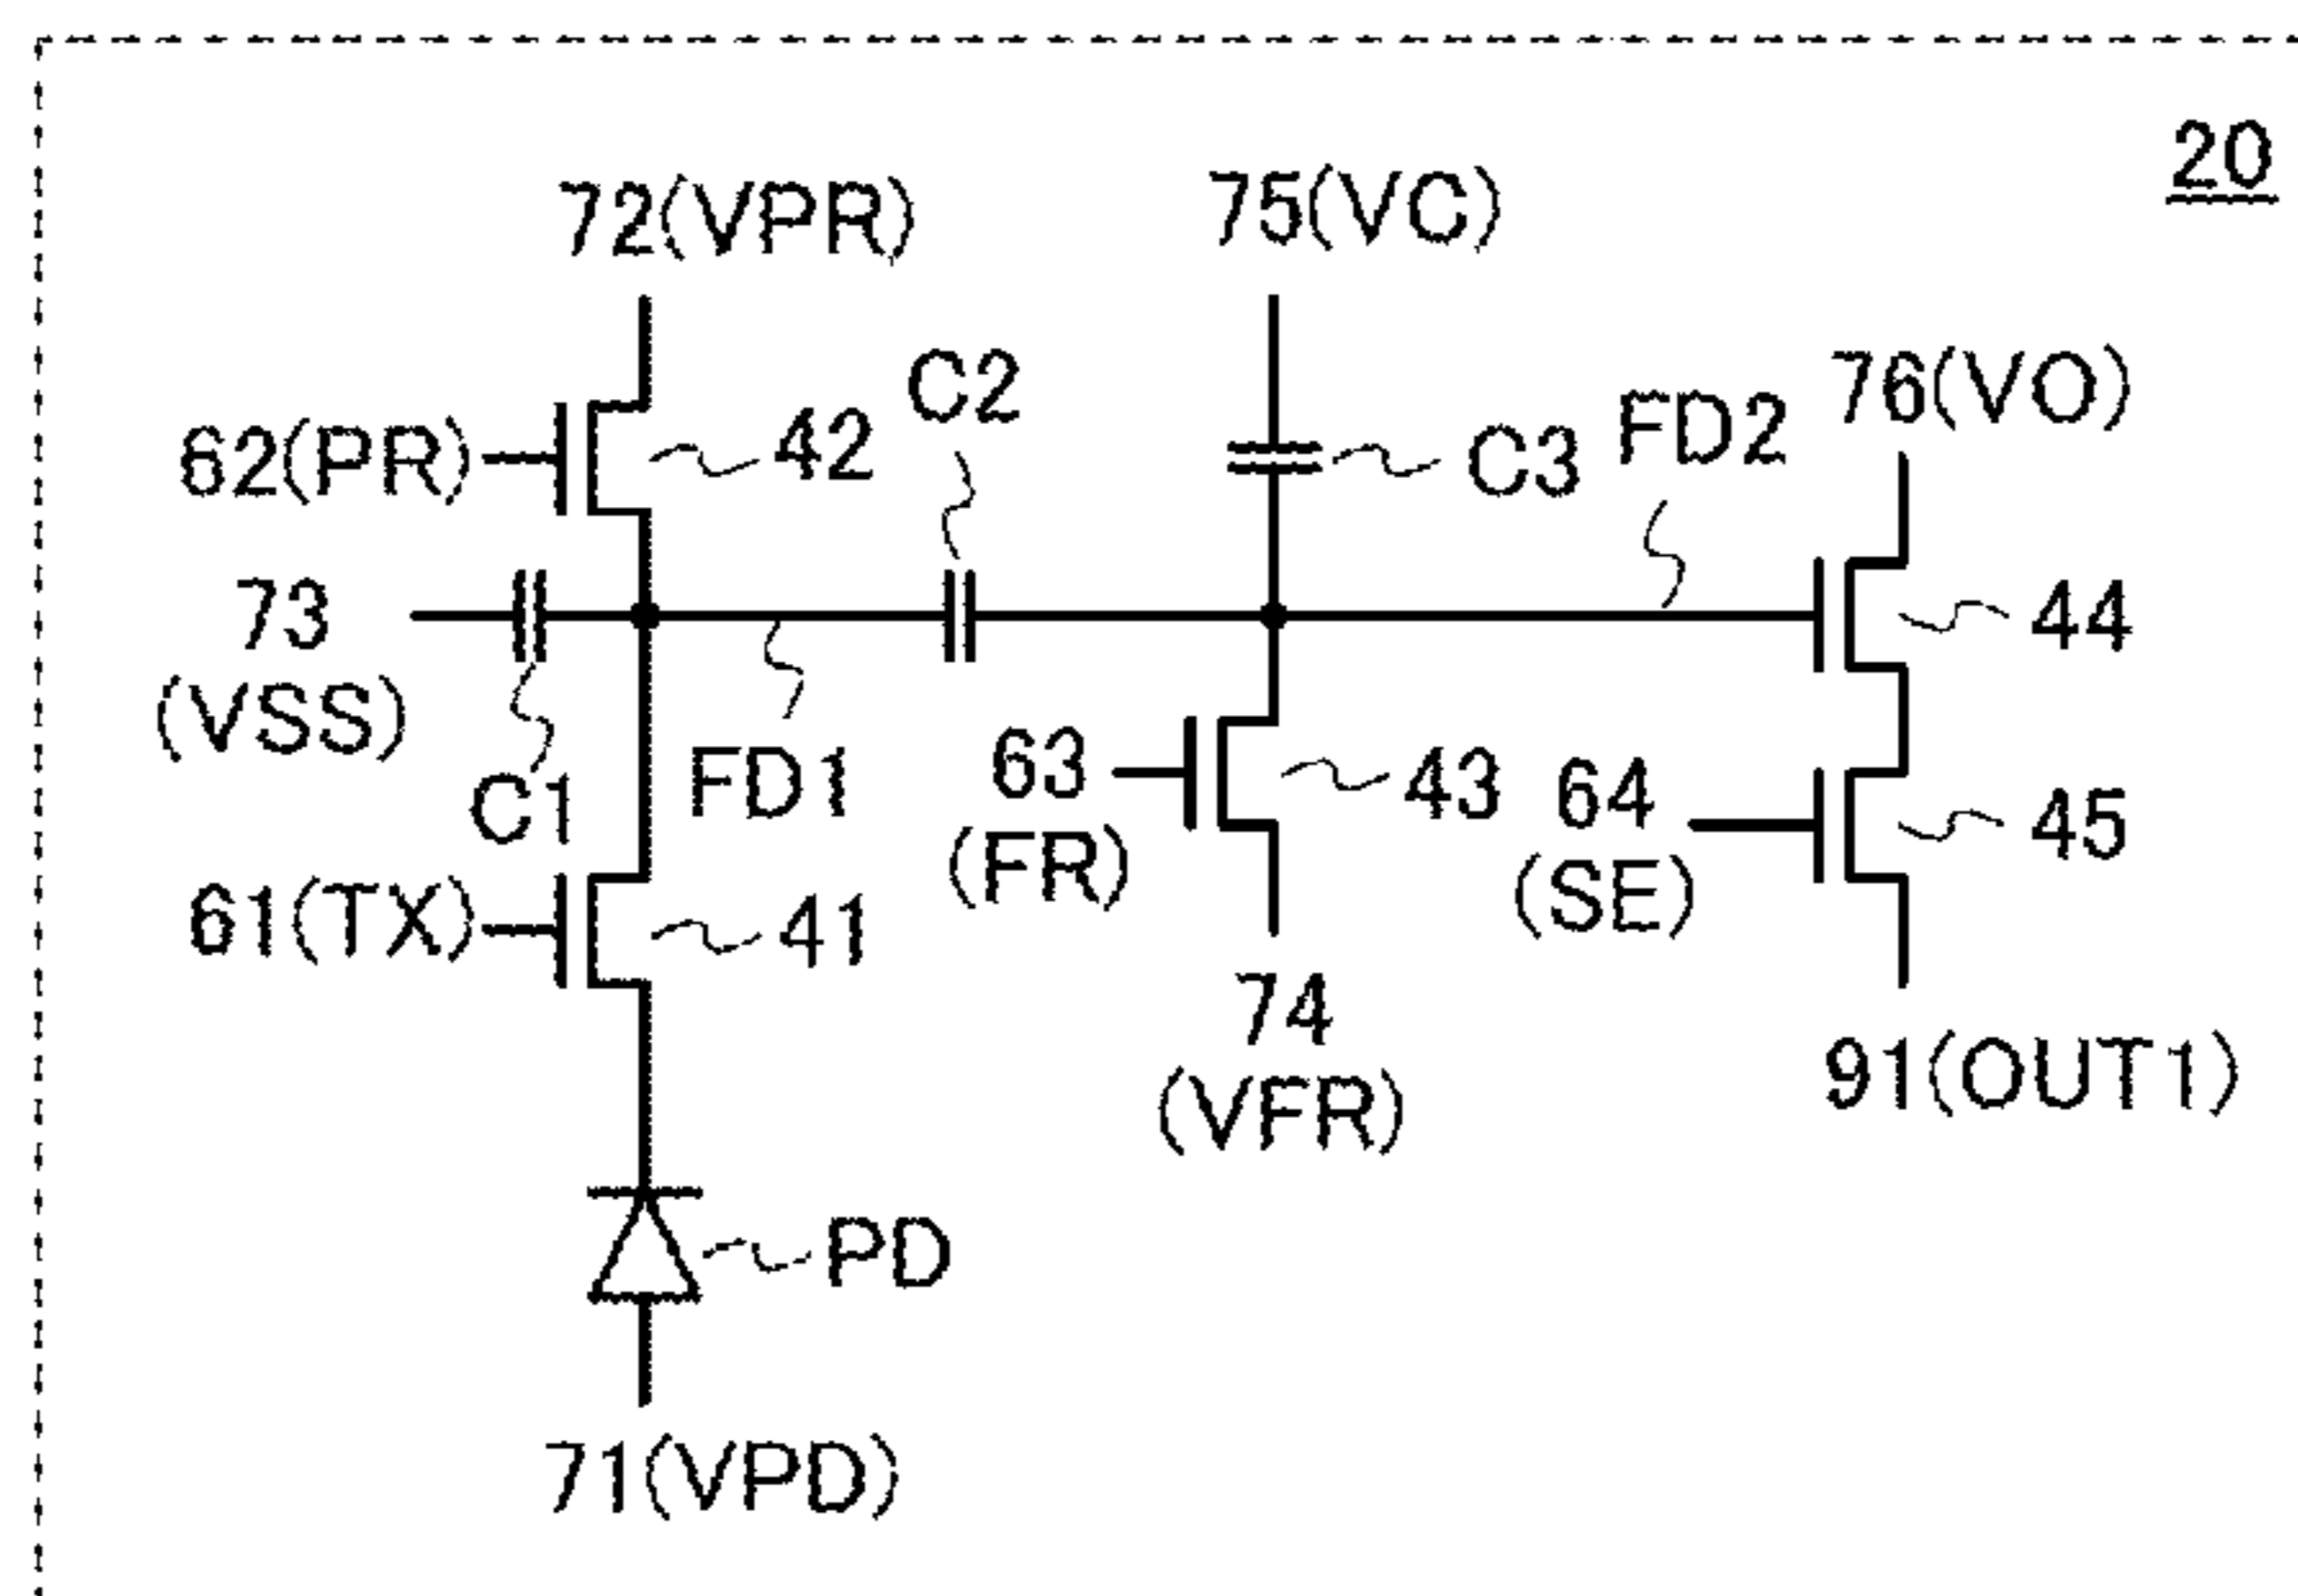 20
72(VPR)
75(VC)
C2
76(VO)
FD2
62(PR)
42
C3
73
(VSS)
44
C1
FD1
63
(FR)
43
64
(SE)
45
61(TX)
41
74
(VFR)
91(OUT1)
PD
71(VPD)